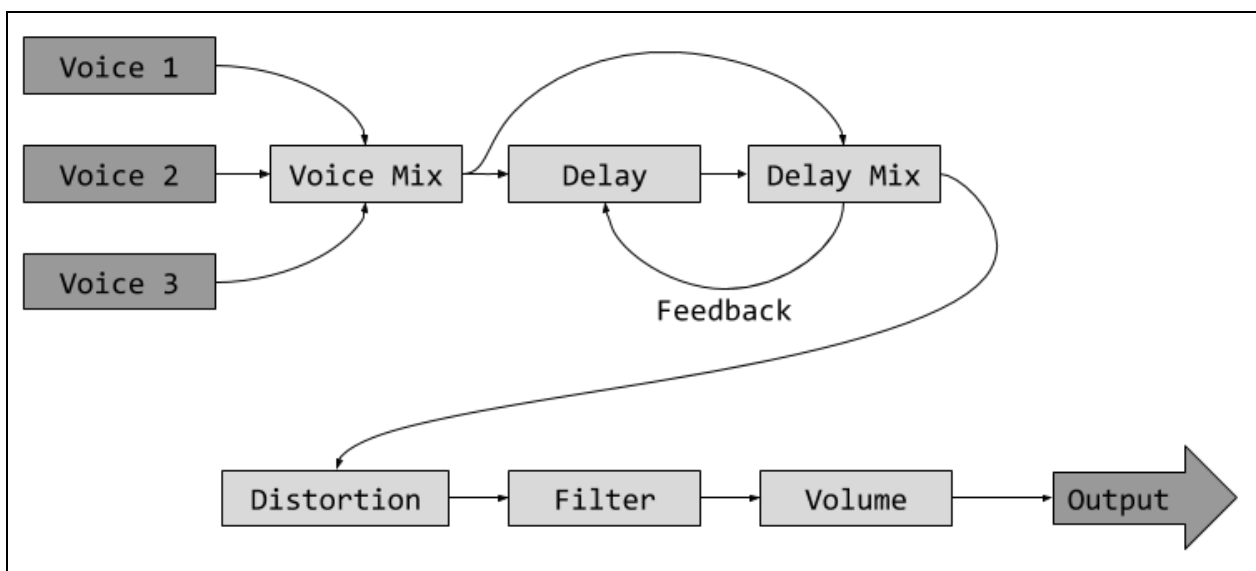 Voice 1
Voice 2
Voice Mix
Delay
Delay Mix
Voice 3
Feedback
Distortion
Filter
Volume
Output